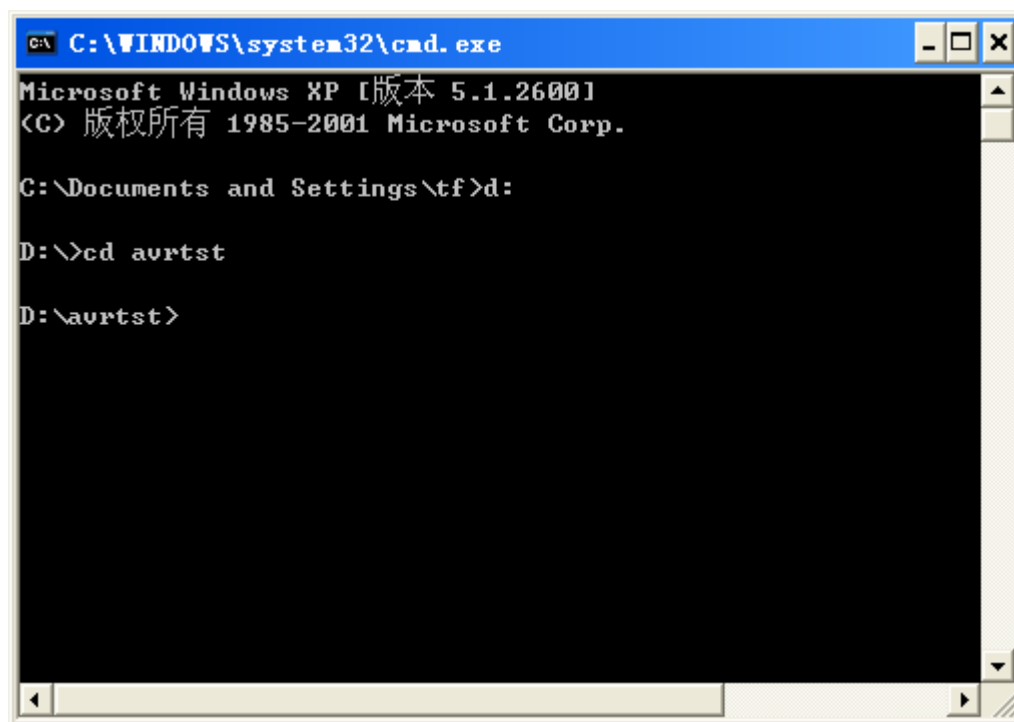 C:\WINDOWS\system32\cmd.exe
Microsoft Windows XP [版本 5.1.2600]
(C) 版权所有 1985-2001 Microsoft Corp.
C:\Documents and Settings\tf>d:
D:\>cd avrtst
D:\avrtst>